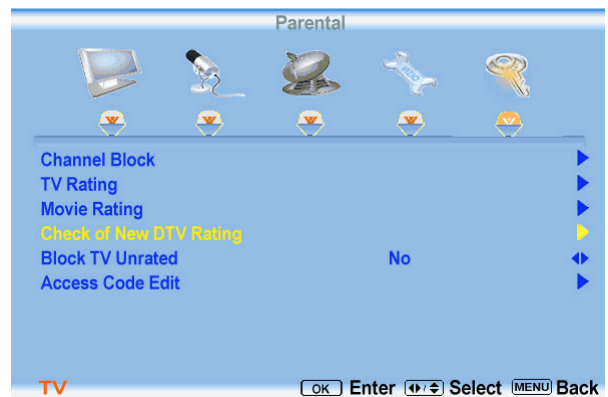 Parental
Channel Block
TV Rating
Movie Rating
Check of New DTV Rating
Block TV Unrated No
Access Code Edit
TV OK Enter Select MENU Back